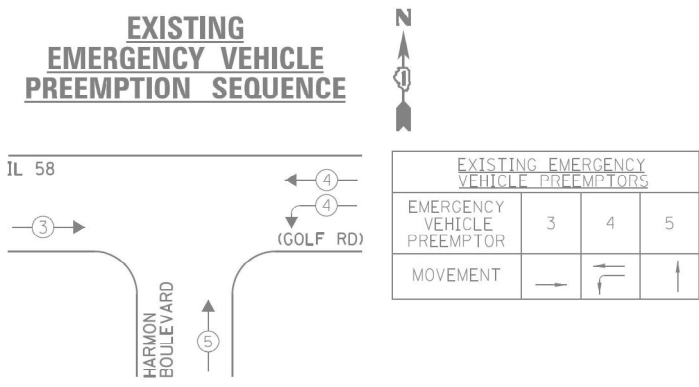 EXISTING
EMERGENCY VEHICLE
PREEMPTION SEQUENCE
N
IL 58
4
4
3
(GOLF RD)
HARMON
BOULEVARD
5
EXISTING EMERGENCY
VEHICLE PREEMPTORS
EMERGENCY
VEHICLE
PREEMPTOR
3
4
5
MOVEMENT